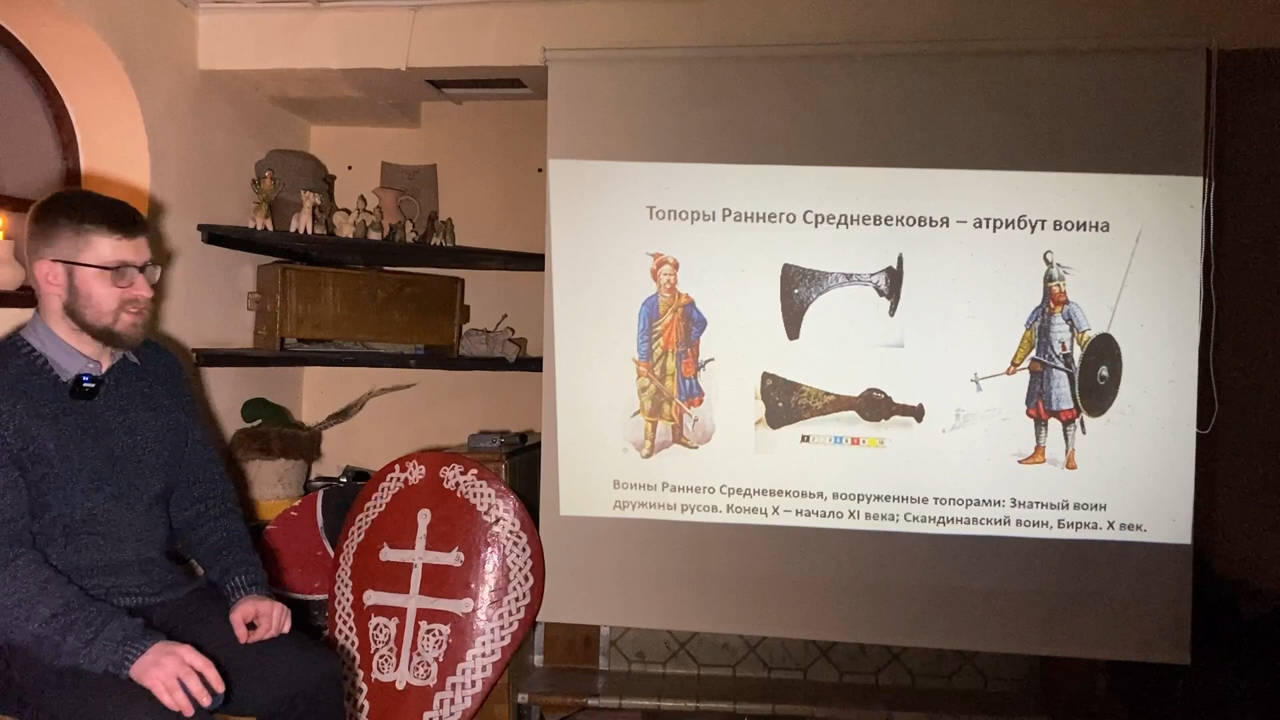 Топоры Раннего Средневековья – атрибут воина
Воины Раннего Средневековья, вооруженные топорами: Знатный воин
дружины русов. Конец X – начало XI века; Скандинавский воин, Бирка. X век.